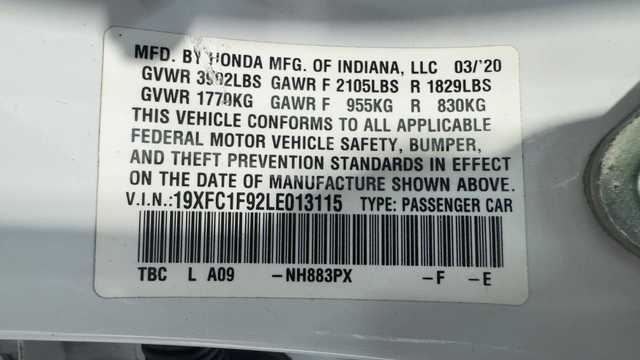 MFD. BY HONDA MFG. OF INDIANA, LLC 03/'20
GVWR 3902LBS GAWR F 2105LBS R 1829LBS
GVWR 1770KG GAWR F 955KG R 830KG
THIS VEHICLE CONFORMS TO ALL APPLICABLE
FEDERAL MOTOR VEHICLE SAFETY, BUMPER,
AND THEFT PREVENTION STANDARDS IN EFFECT
ON THE DATE OF MANUFACTURE SHOWN ABOVE.
V.I.N.: 19XFC1F92LE013115 TYPE: PASSENGER CAR
TBC L A09 -NH883PX -F -E